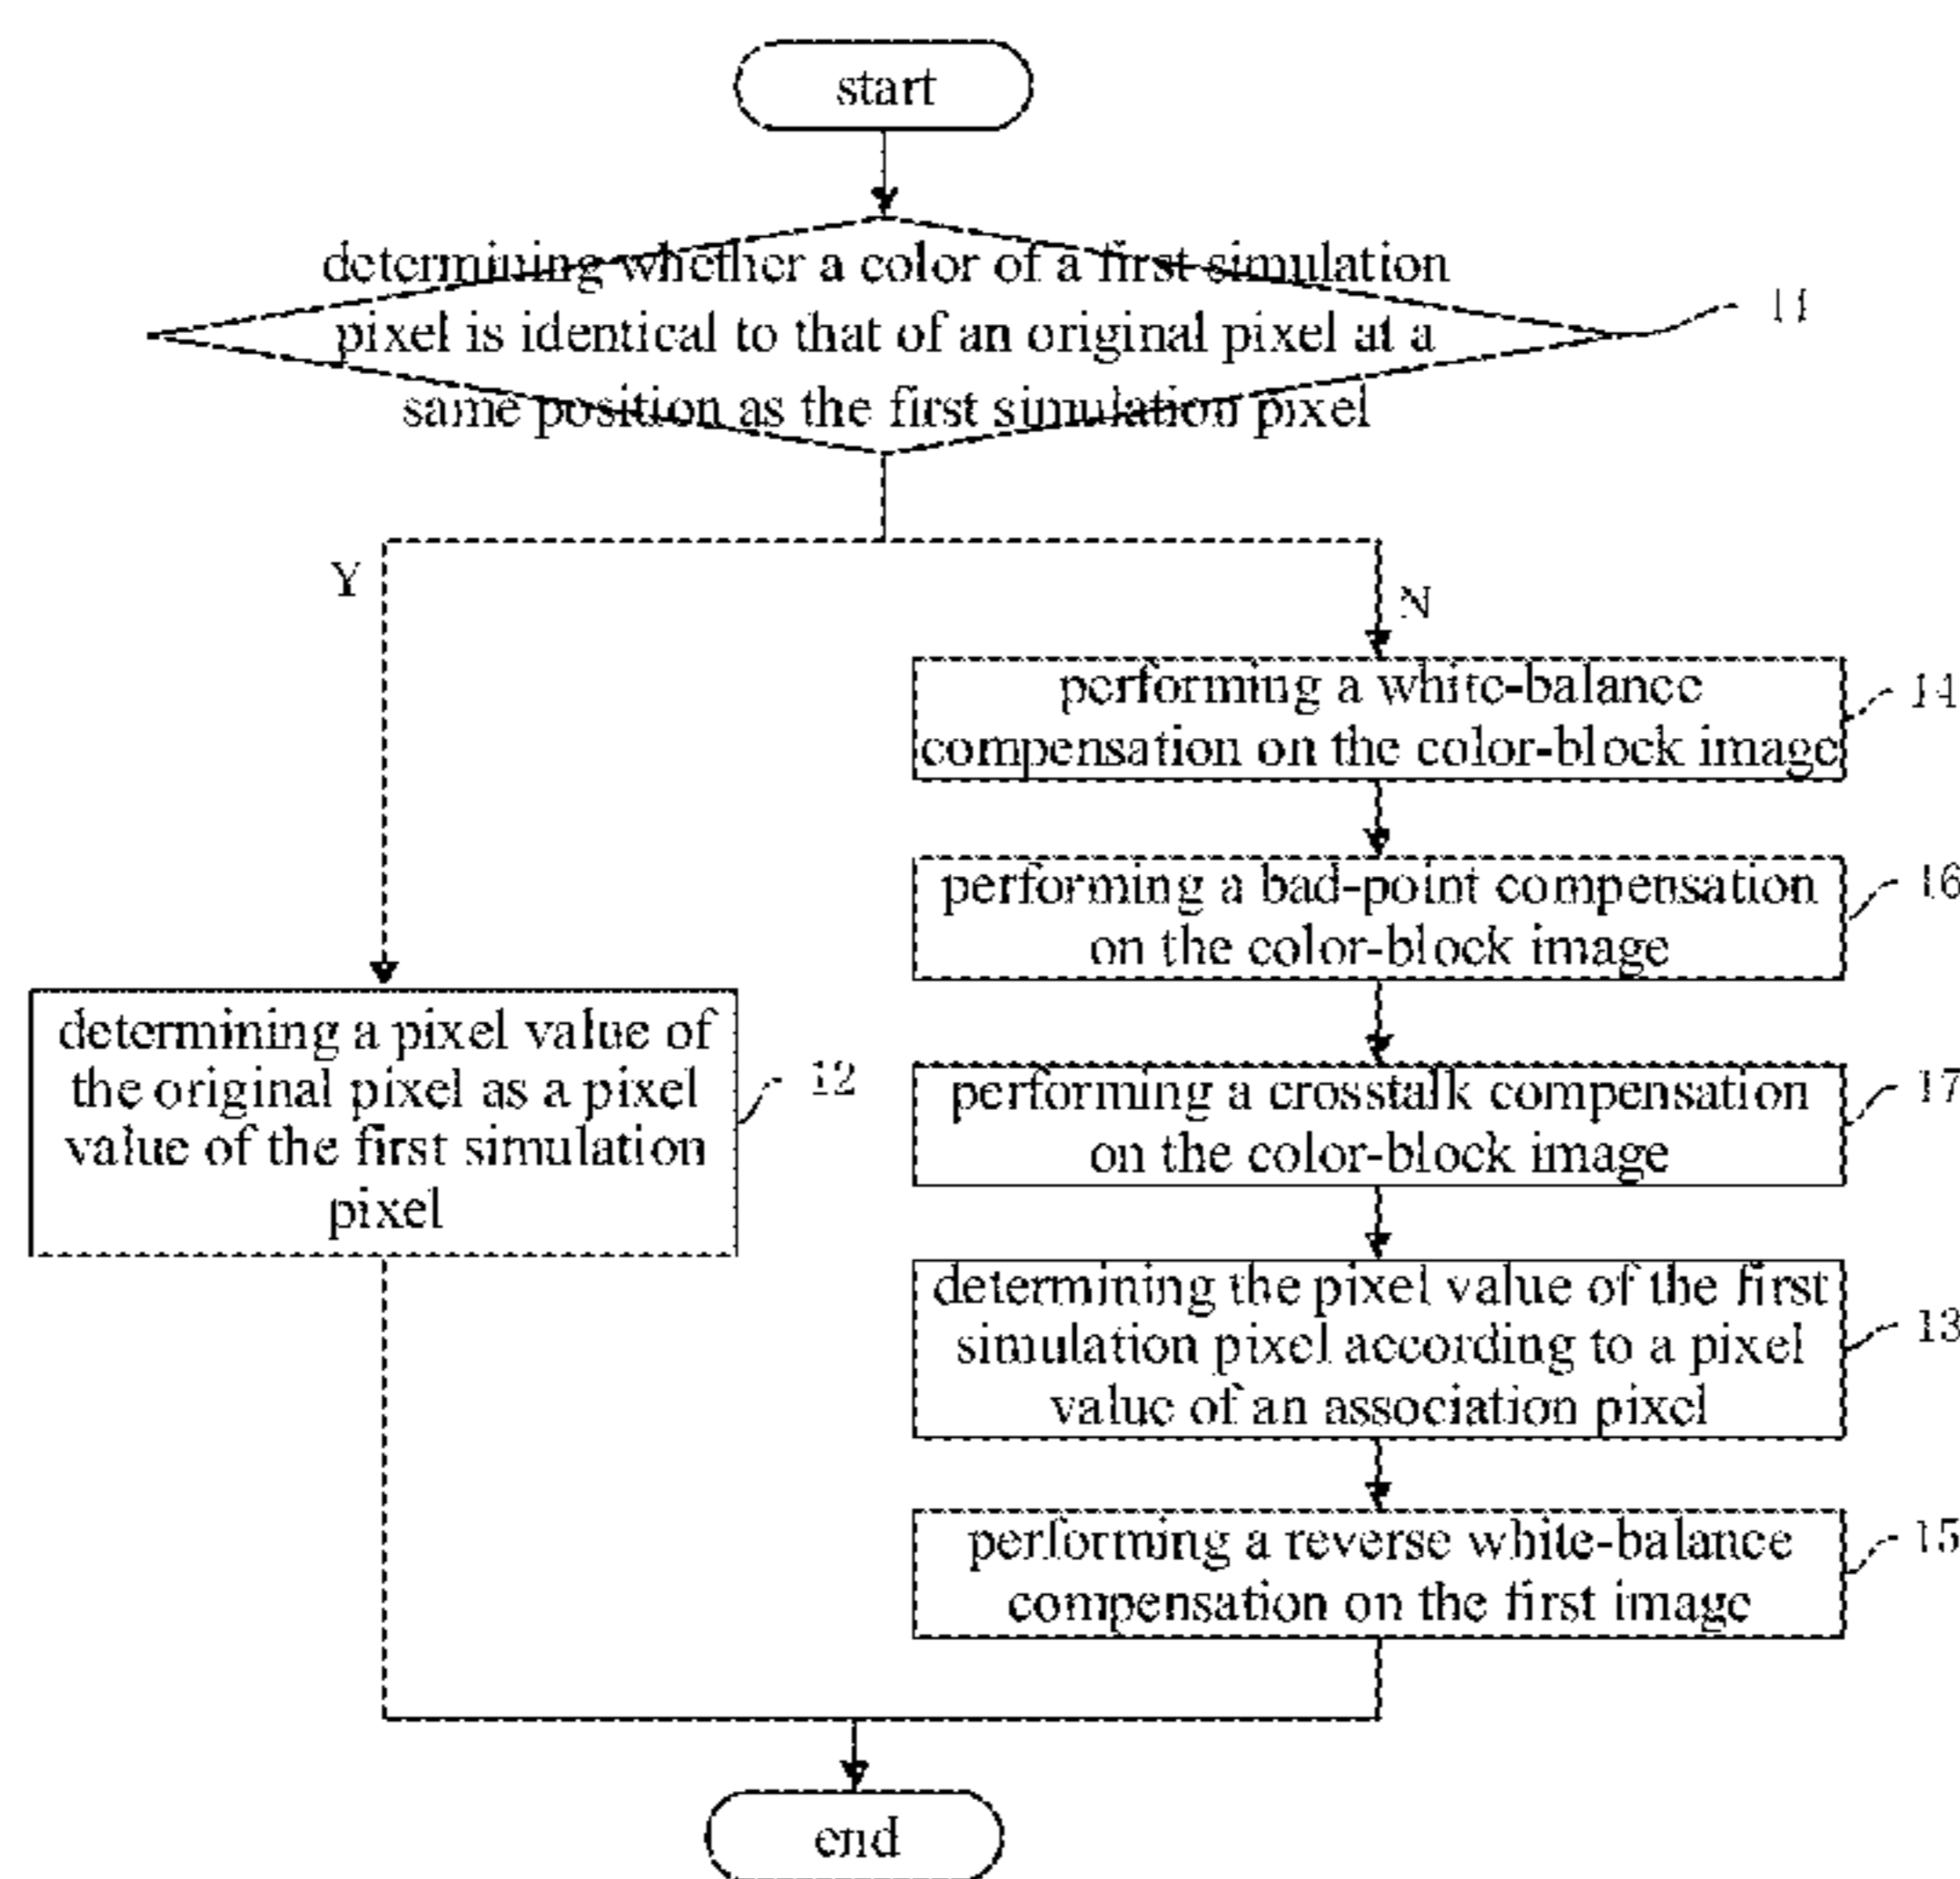 start
determining whether a color of a first simulation
pixel is identical to that of an original pixel at a
same position as the first simulation pixel
11
Y
N
performing a white-balance
compensation on the color-block image
14
performing a bad-point compensation
on the color-block image
16
performing a crosstalk compensation
on the color-block image
17
determining a pixel value of
the original pixel as a pixel
value of the first simulation
pixel
12
determining the pixel value of the first
simulation pixel according to a pixel
value of an association pixel
13
performing a reverse white-balance
compensation on the first image
15
end